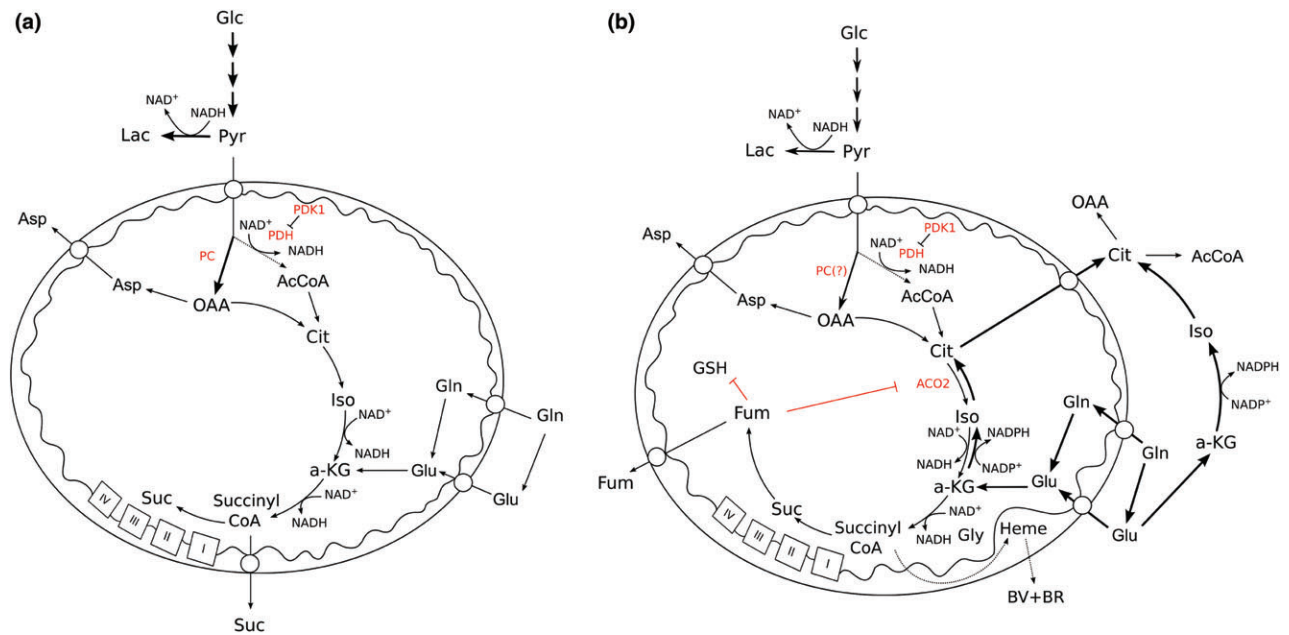 (a)
Glc
NAD+
NADH
Lac
Pyr
Asp
PDK1
NAD+
PDH
NADH
PC
AcCoA
Asp
OAA
Cit
Iso
NAD+
NADH
Gln
Gln
a-KG
Glu
Glu
NAD+
NADH
Succinyl
CoA
Suc
IV
III
II
I
Suc
(b)
Glc
NAD+
NADH
Lac
Pyr
OAA
Cit
AcCoA
Asp
PDK1
NAD+
PDH
NADH
PC(?)
AcCoA
Asp
OAA
Cit
Iso
NADPH
NADP+
a-KG
GSH
ACO2
Fum
Iso
Gln
Gln
NAD+
NADPH
NADH
NADP+
Fum
a-KG
Glu
Glu
NAD+
NADH
Gly
Suc
Succinyl
CoA
Heme
IV
III
II
I
BV+BR